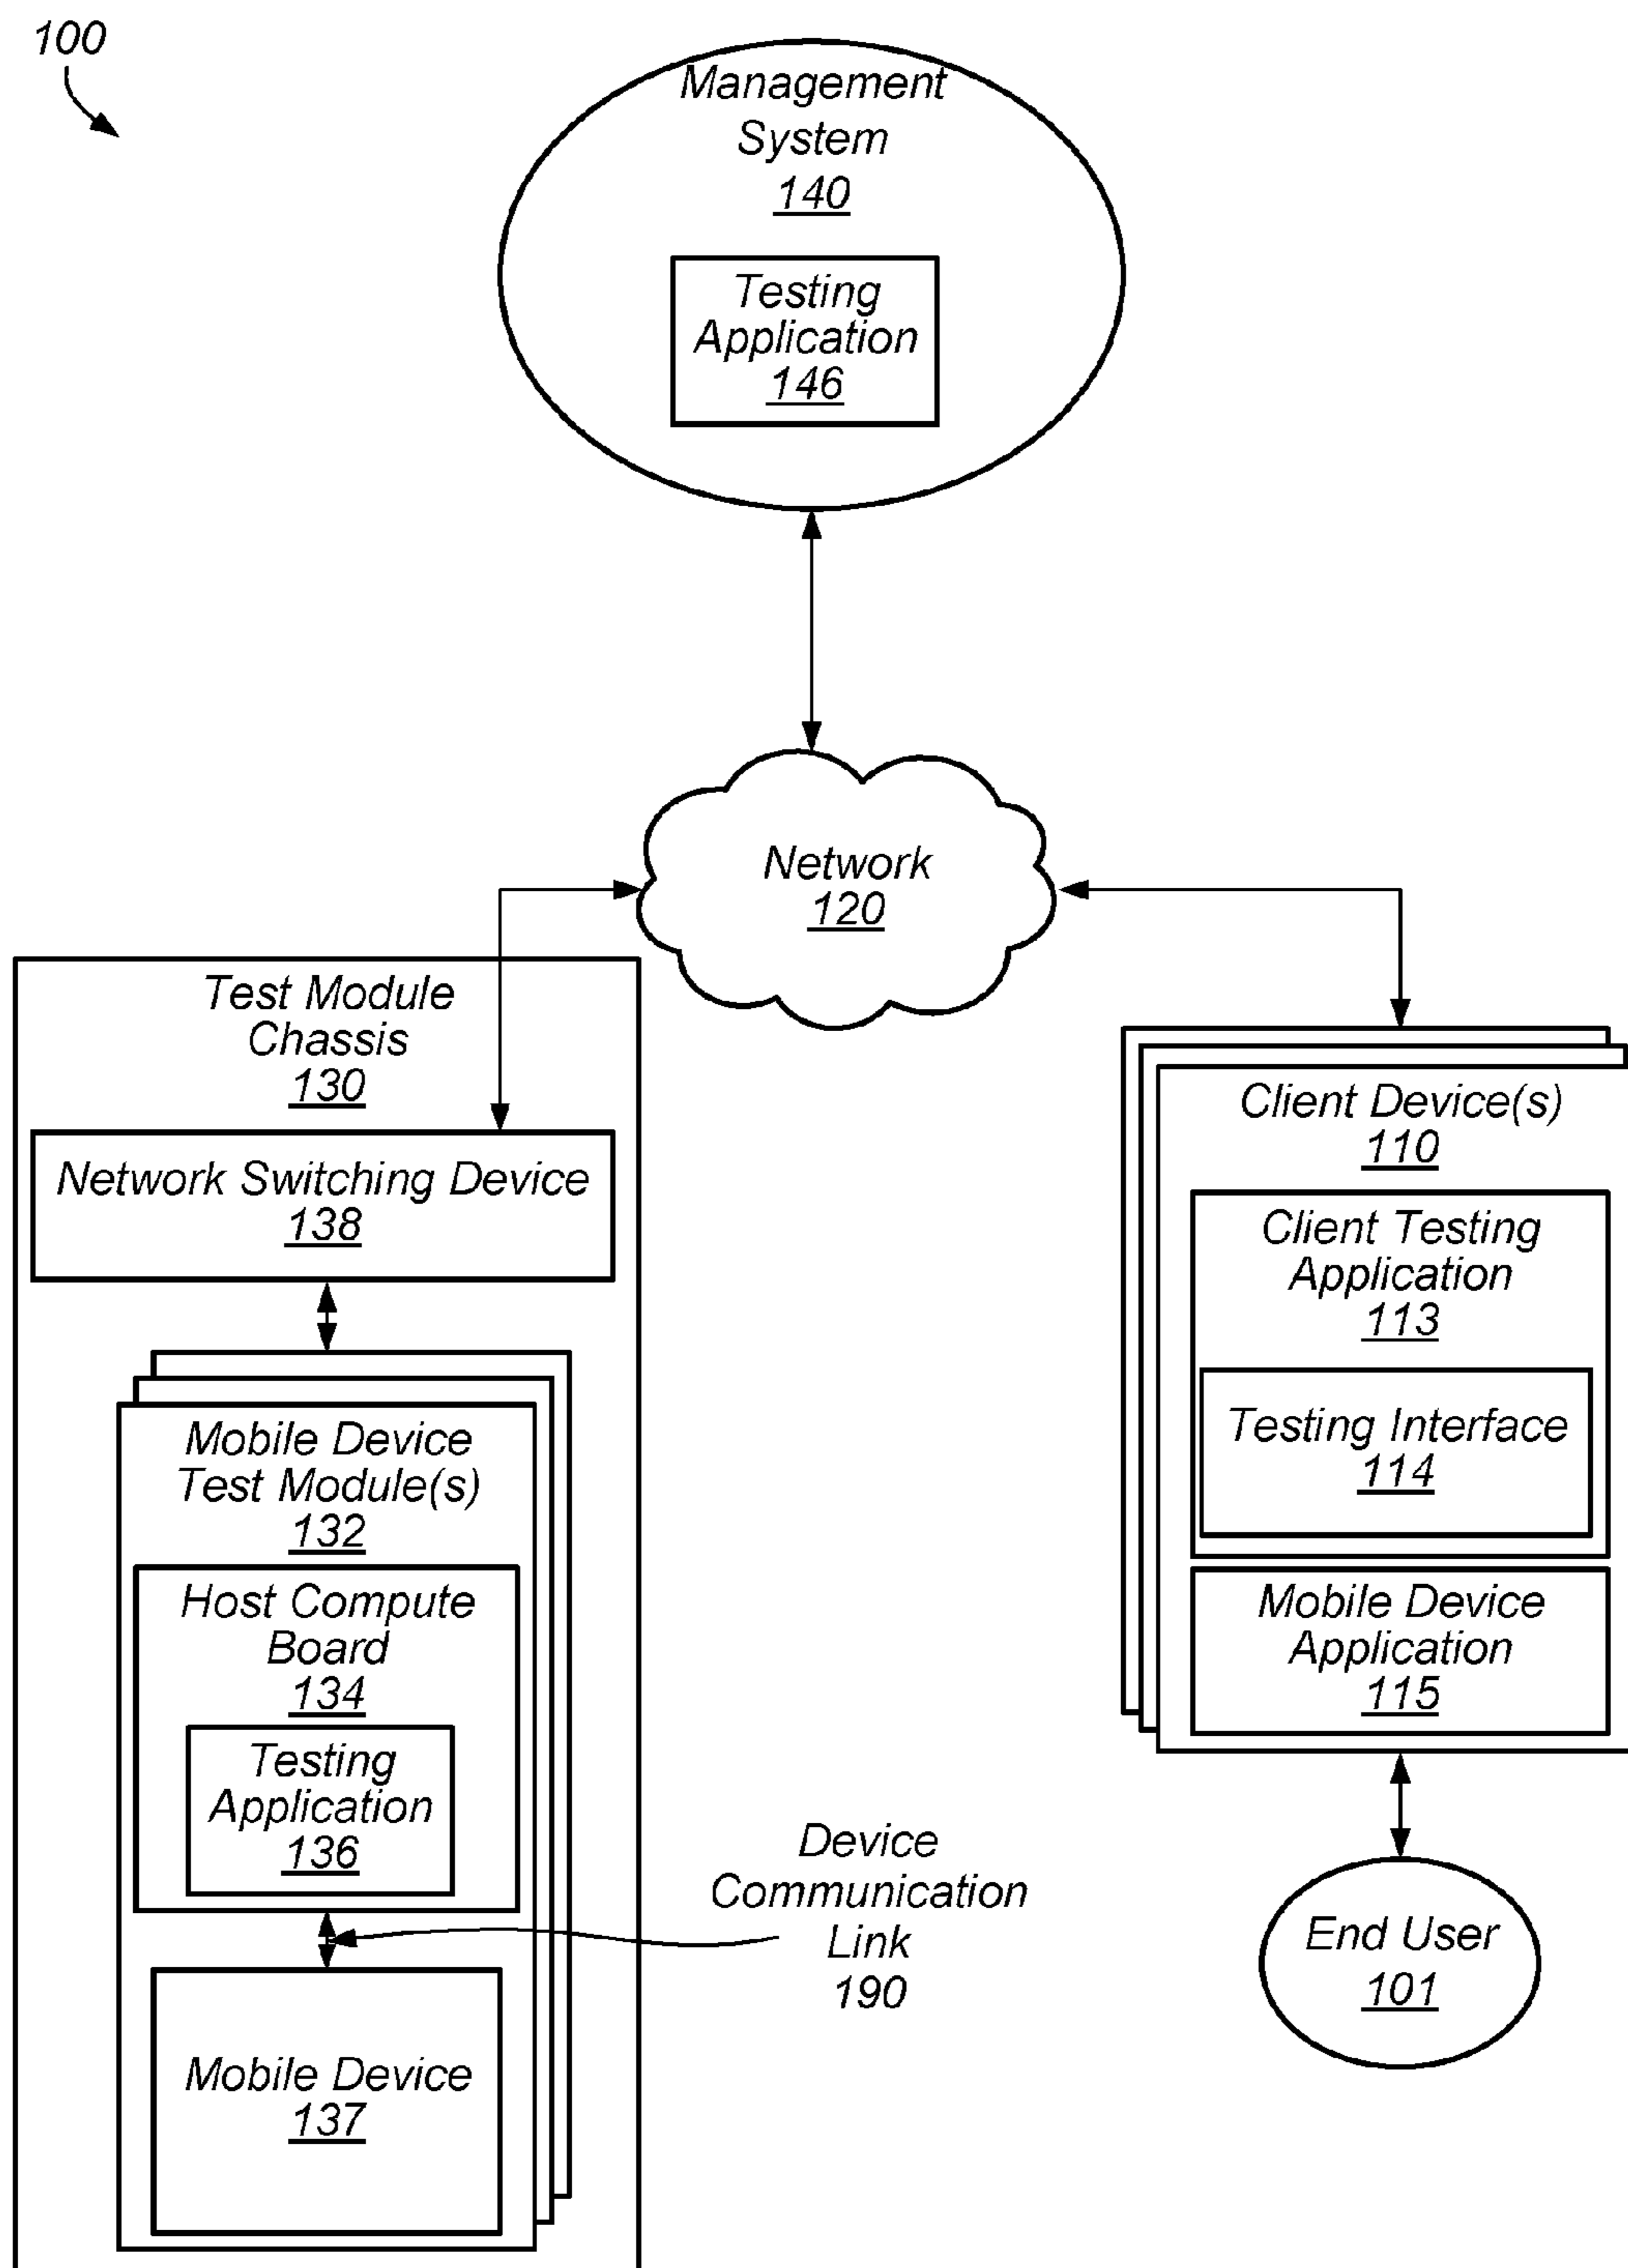 100
Management
System
140
Testing
Application
146
Network
120
Test Module
Chassis
130
Network Switching Device
138
Mobile Device
Test Module(s)
132
Host Compute
Board
134
Testing
Application
136
Mobile Device
137
Device
Communication
Link
190
Client Device(s)
110
Client Testing
Application
113
Testing Interface
114
Mobile Device
Application
115
End User
101